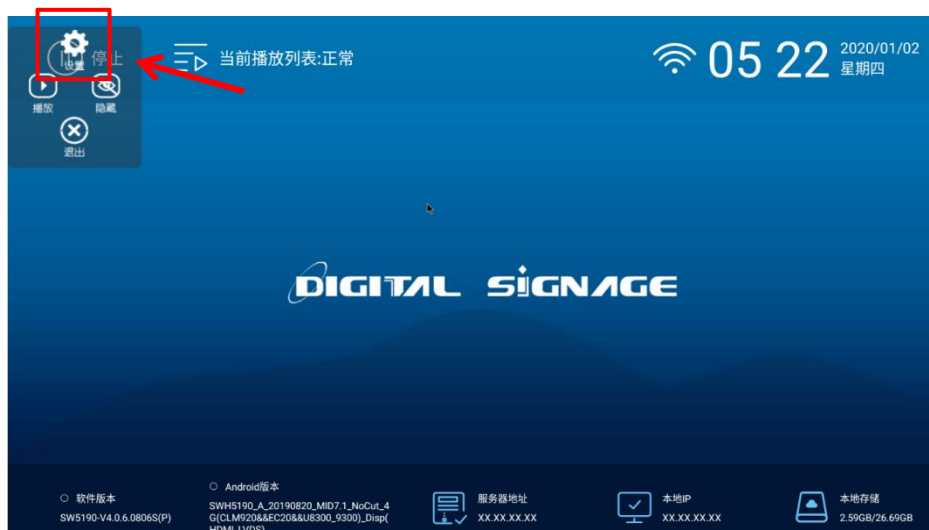 设置
停止
播放
隐藏
退出
当前播放列表:正常
05 22
2020/01/02
星期四
DIGITAL SIGNAGE
软件版本
SW5190-V4.0.6.0806S(P)
Android版本
SWH5190_A_20190820_MID7.1_NoCut_4
G(CLM920&&EC20&&U8300_9300)_Disp(
HDMI_LVDS)
服务器地址
XX.XX.XX.XX
本地IP
XX.XX.XX.XX
本地存储
2.59GB/26.69GB